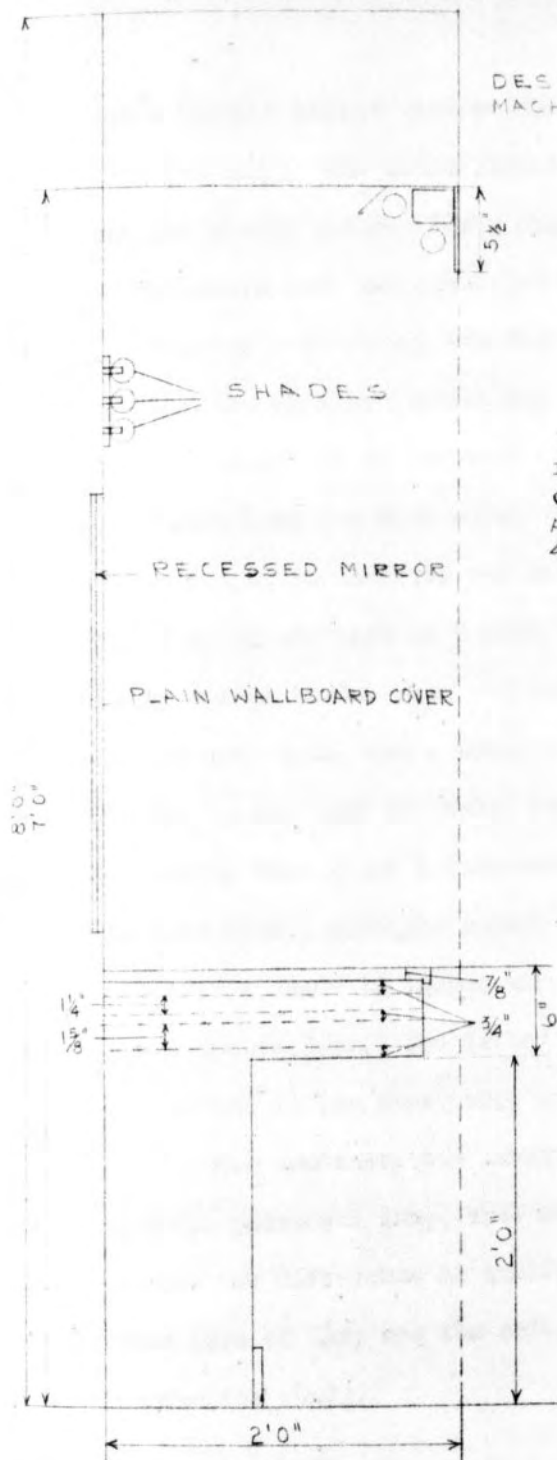 DES
MACH
5½"
SHADES
RECESSED MIRROR
PLAIN WALLBOARD COVER
8'0"
7'0"
7/8"
1¼"
3/4"
6"
1⅝"
2'0"
2'0"